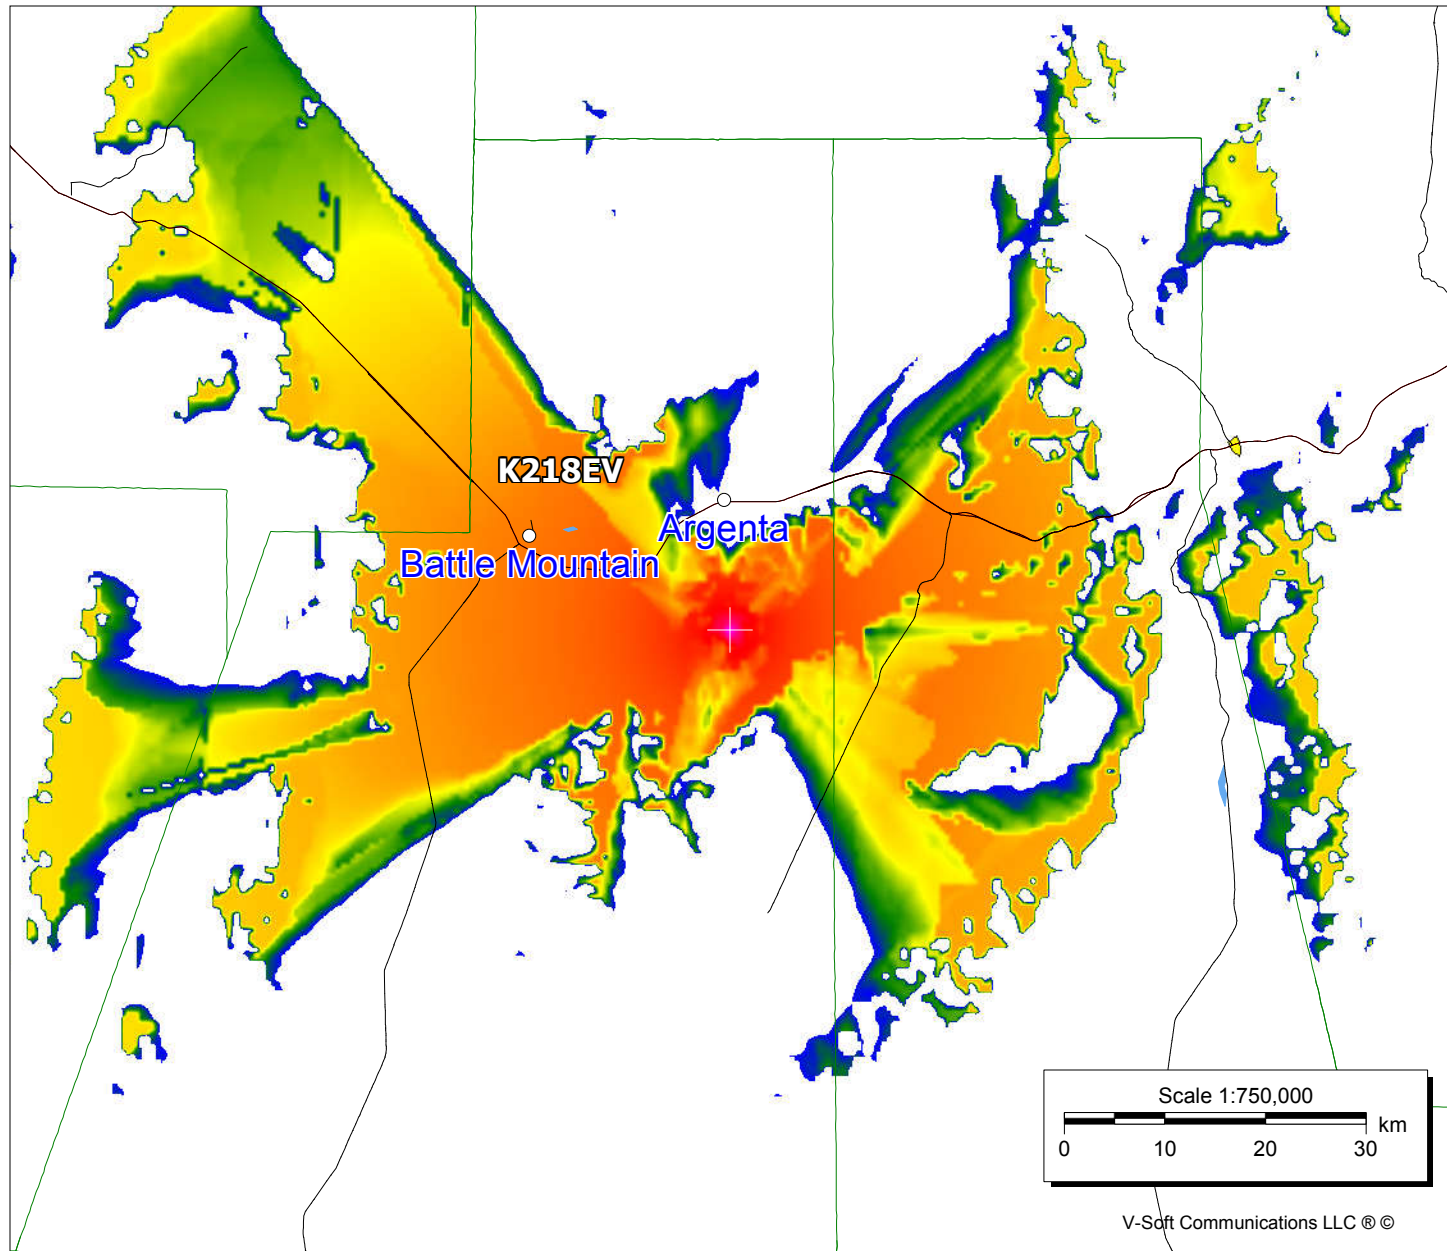 K218EV
Argenta
Battle Mountain
Scale 1:750,000
km
0 10 20 30
V-Soft Communications LLC ® ©